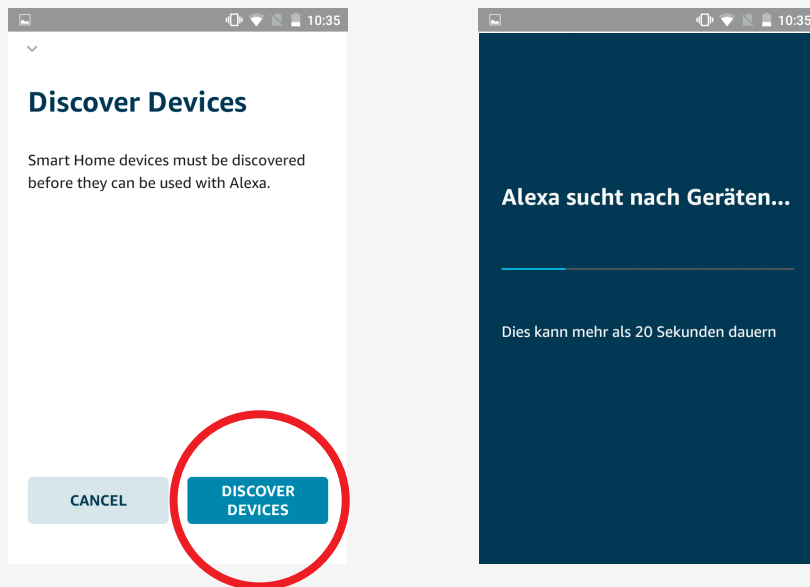 10:35
Discover Devices
Smart Home devices must be discovered
before they can be used with Alexa.
CANCEL
DISCOVER
DEVICES
10:35
Alexa sucht nach Geräten...
Dies kann mehr als 20 Sekunden dauern